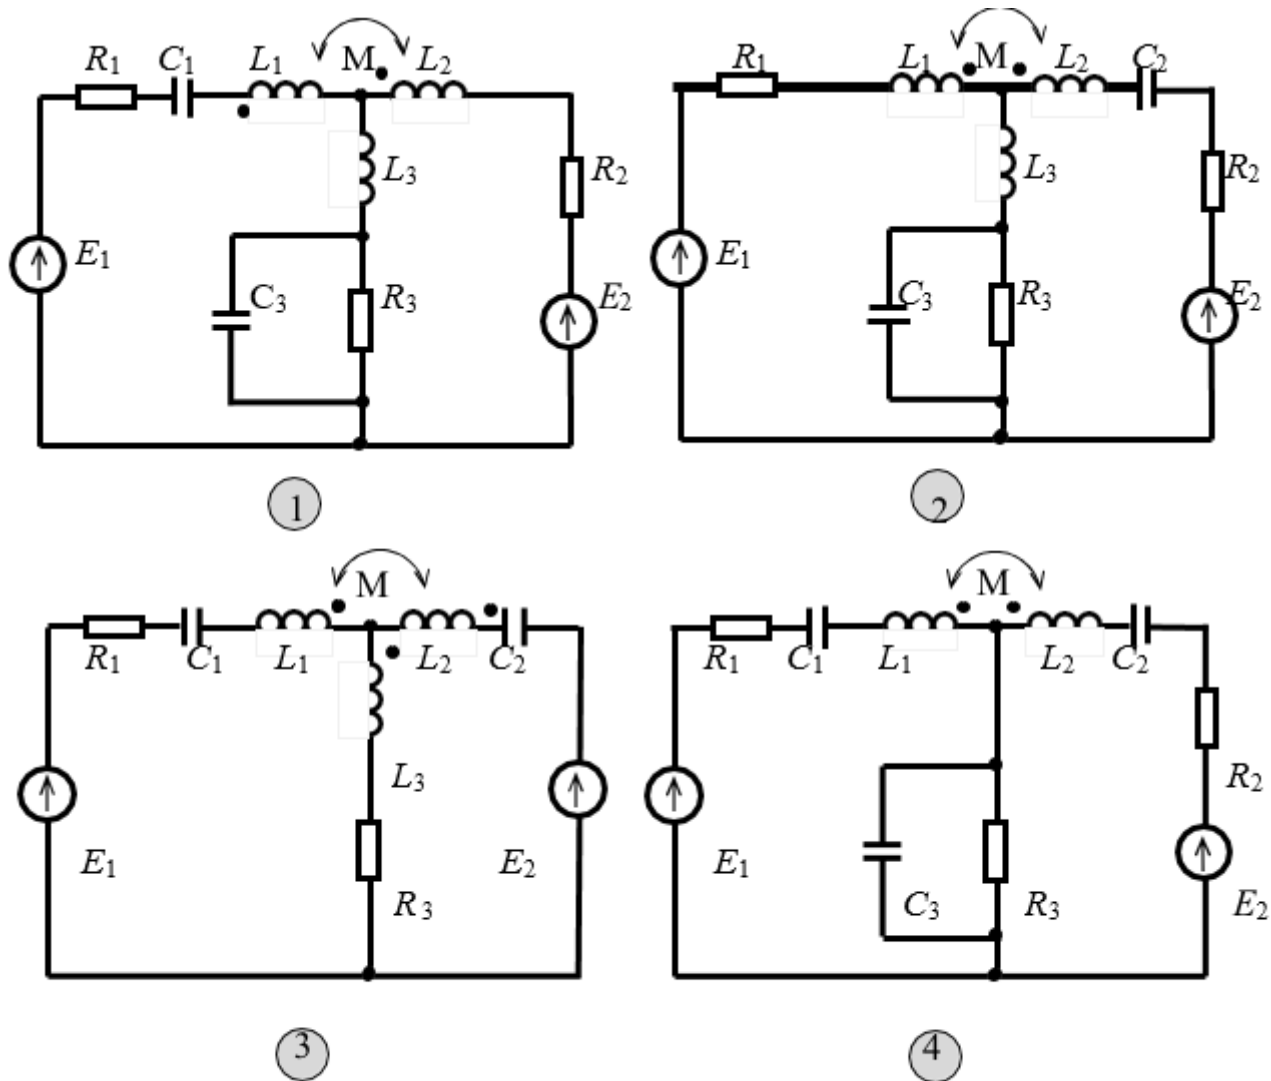 R1 C1 L1 M L2
L3 R2
E1 C3 R3 E2
1
R1 L1 M L2 C2
L3 R2
E1 C3 R3 E2
2
M
R1 C1 L1 L2 C2
L3
E1 E2
R3
3
M
R1 C1 L1 L2 C2
R2
E1 C3 R3 E2
4